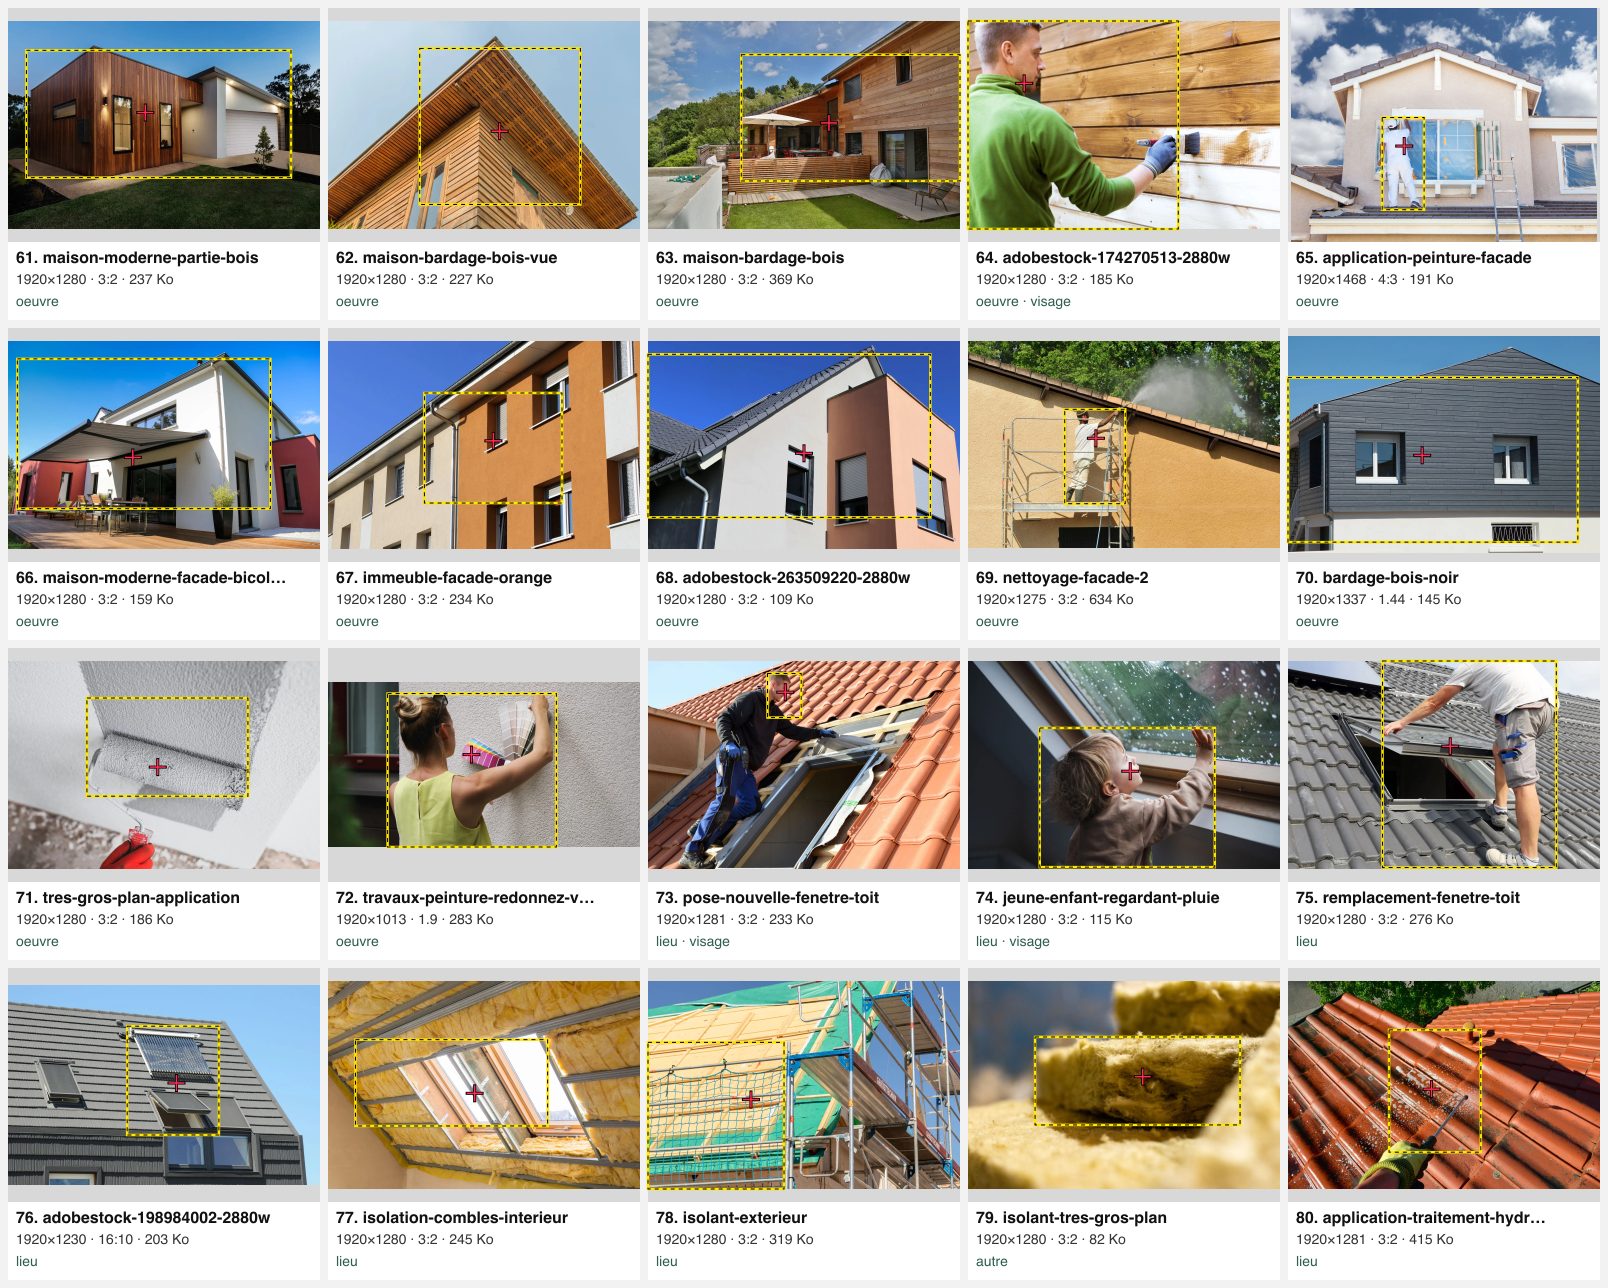 61. maison-moderne-partie-bois
1920×1280 · 3:2 · 237 Ko
oeuvre
62. maison-bardage-bois-vue
1920×1280 · 3:2 · 227 Ko
oeuvre
63. maison-bardage-bois
1920×1280 · 3:2 · 369 Ko
oeuvre
64. adobestock-174270513-2880w
1920×1280 · 3:2 · 185 Ko
oeuvre · visage
65. application-peinture-facade
1920×1468 · 4:3 · 191 Ko
oeuvre
66. maison-moderne-facade-bicol…
1920×1280 · 3:2 · 159 Ko
oeuvre
67. immeuble-facade-orange
1920×1280 · 3:2 · 234 Ko
oeuvre
68. adobestock-263509220-2880w
1920×1280 · 3:2 · 109 Ko
oeuvre
69. nettoyage-facade-2
1920×1275 · 3:2 · 634 Ko
oeuvre
70. bardage-bois-noir
1920×1337 · 1.44 · 145 Ko
oeuvre
71. tres-gros-plan-application
1920×1280 · 3:2 · 186 Ko
oeuvre
72. travaux-peinture-redonnez-v…
1920×1013 · 1.9 · 283 Ko
oeuvre
73. pose-nouvelle-fenetre-toit
1920×1281 · 3:2 · 233 Ko
lieu · visage
74. jeune-enfant-regardant-pluie
1920×1280 · 3:2 · 115 Ko
lieu · visage
75. remplacement-fenetre-toit
1920×1280 · 3:2 · 276 Ko
lieu
76. adobestock-198984002-2880w
1920×1230 · 16:10 · 203 Ko
lieu
77. isolation-combles-interieur
1920×1280 · 3:2 · 245 Ko
lieu
78. isolant-exterieur
1920×1280 · 3:2 · 319 Ko
lieu
79. isolant-tres-gros-plan
1920×1280 · 3:2 · 82 Ko
autre
80. application-traitement-hydr…
1920×1281 · 3:2 · 415 Ko
lieu